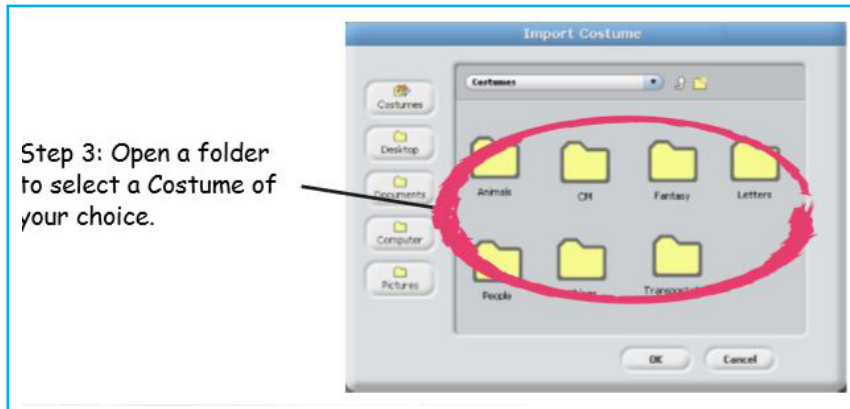 Import Costume
Step 3: Open a folder
to select a Costume of
your choice.
Costumes
Costumes
Desktop
Documents
Computer
Pictures
Animals
CM
Fantasy
Letters
People
OK
Cancel